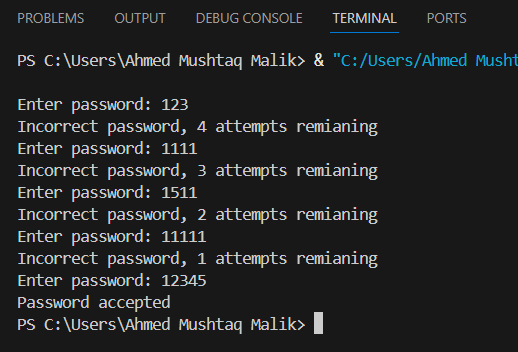 PROBLEMS OUTPUT DEBUG CONSOLE TERMINAL PORTS
PS C:\Users\Ahmed Mushtaq Malik> & "C:/Users/Ahmed Musht
Enter password: 123
Incorrect password, 4 attempts remianing
Enter password: 1111
Incorrect password, 3 attempts remianing
Enter password: 1511
Incorrect password, 2 attempts remianing
Enter password: 11111
Incorrect password, 1 attempts remianing
Enter password: 12345
Password accepted
PS C:\Users\Ahmed Mushtaq Malik>